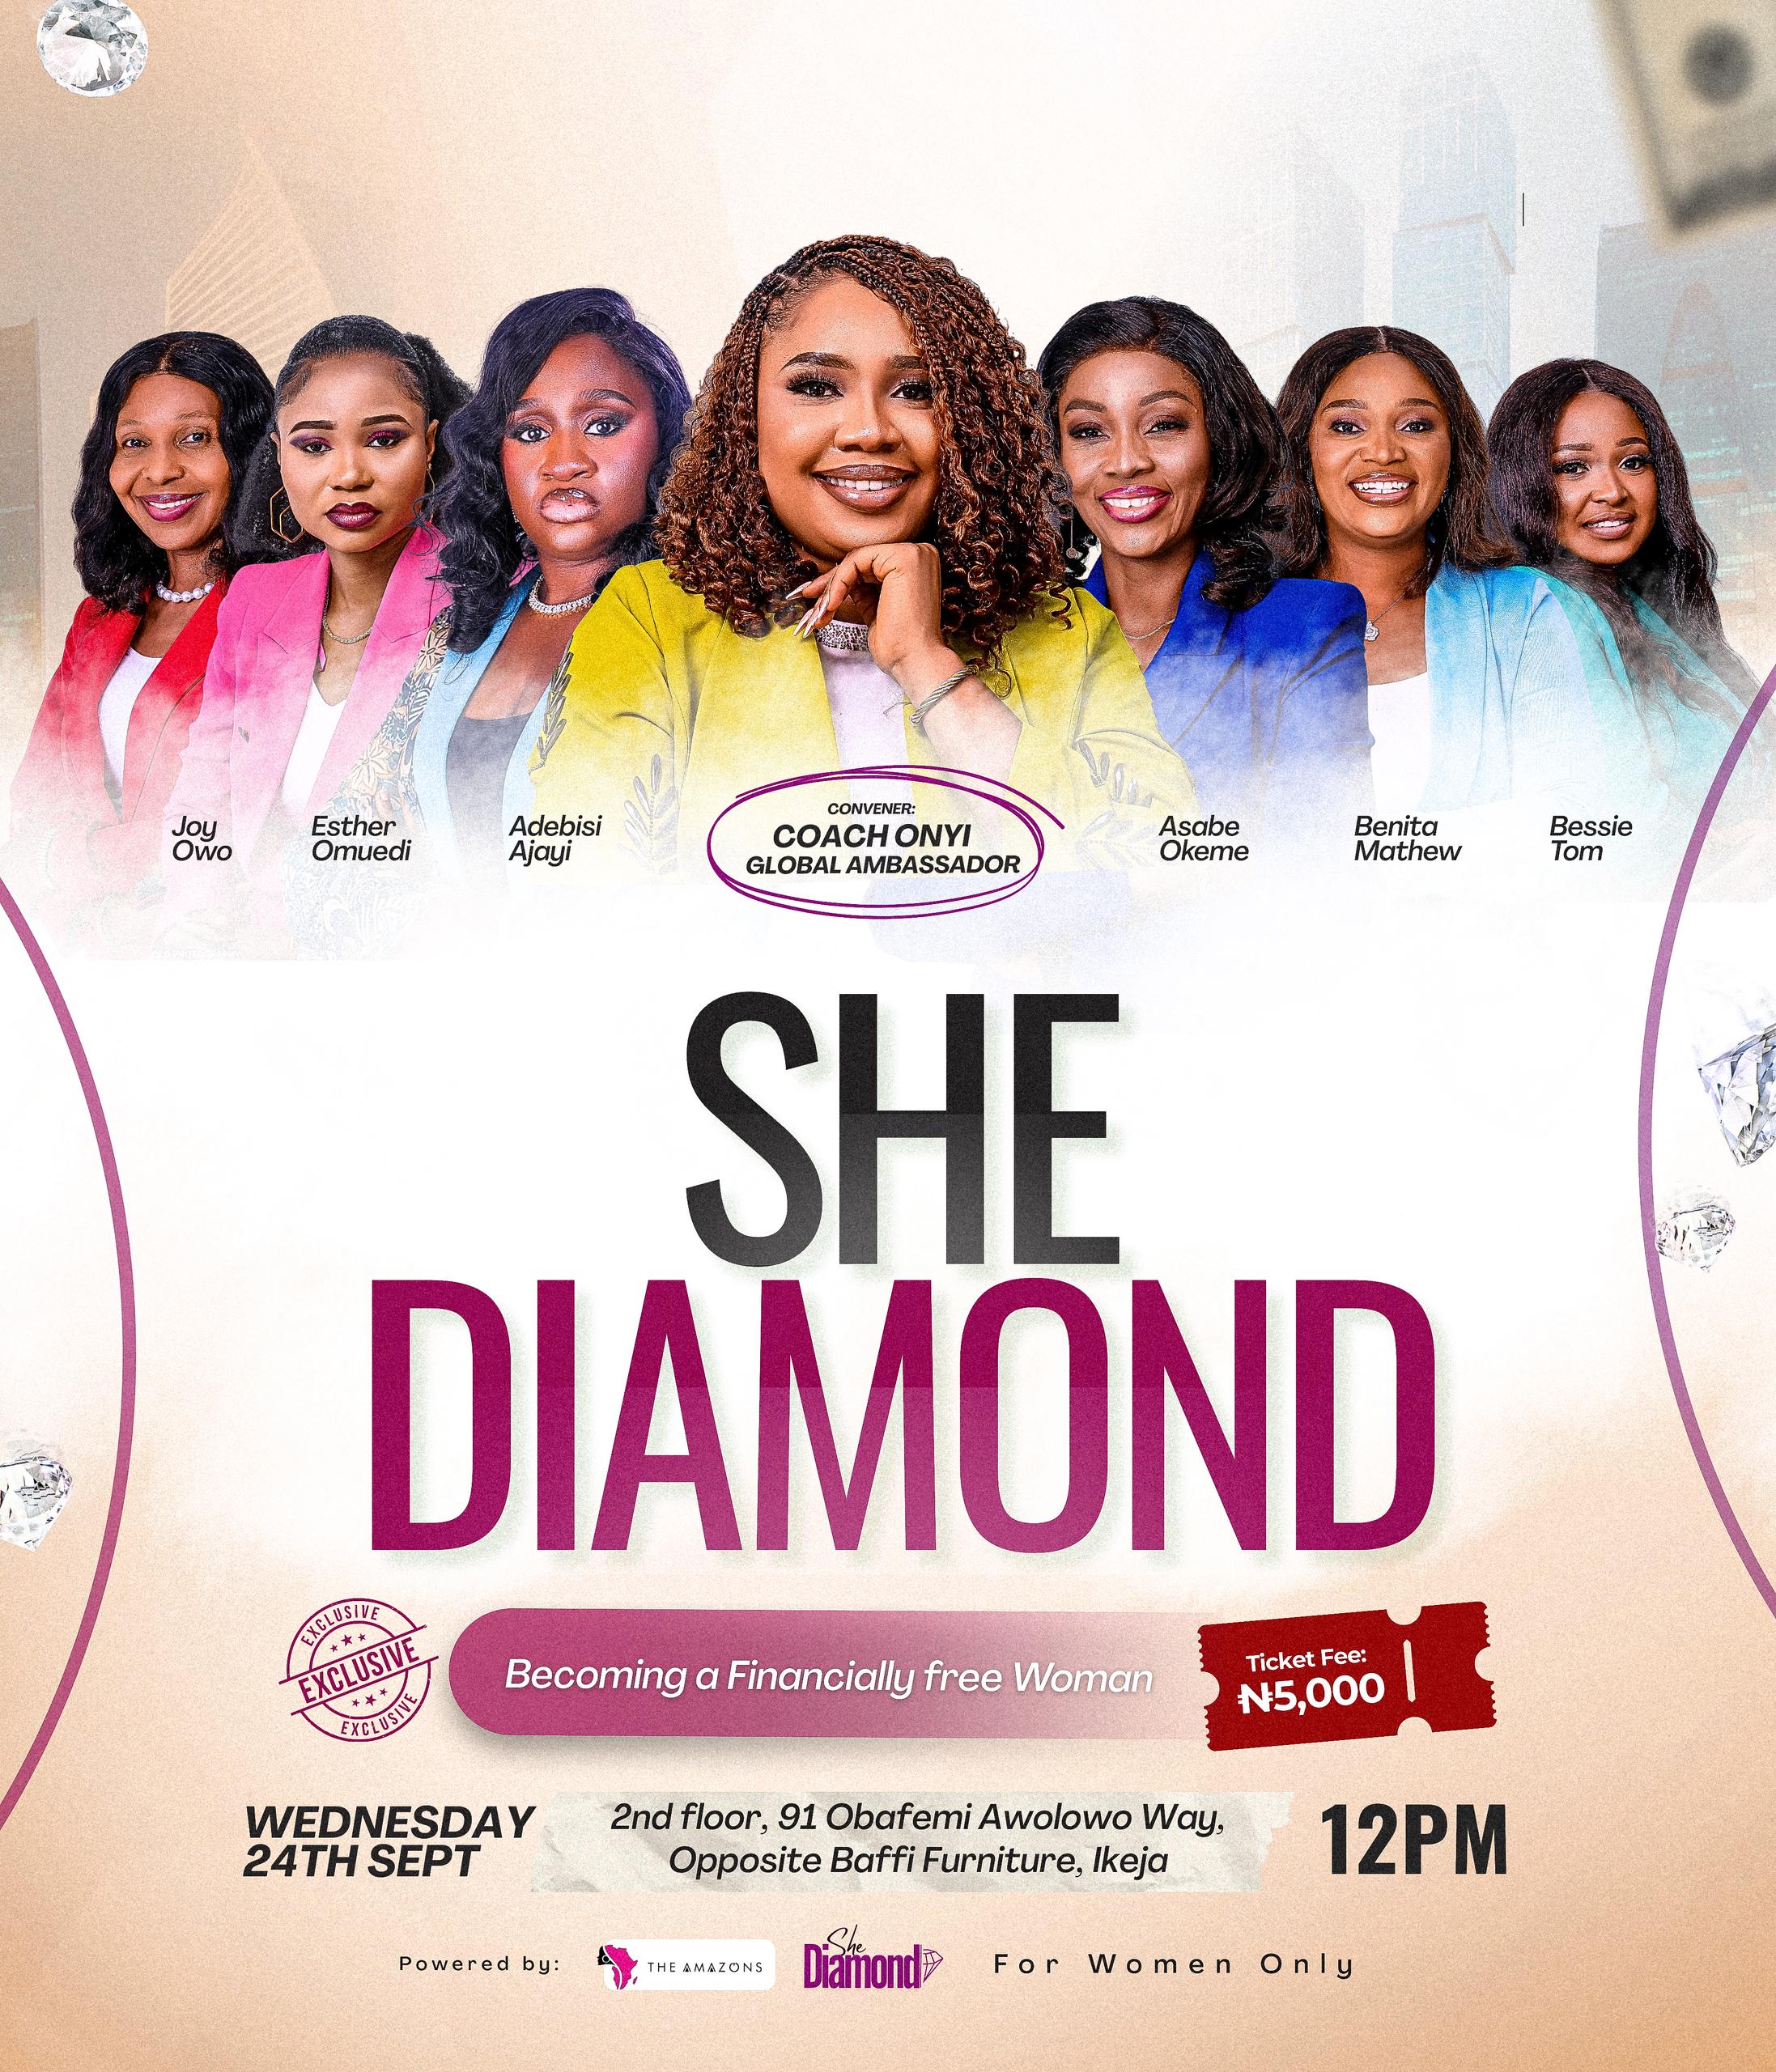 Joy
Owo
Esther
Omuedi
Adebisi
Ajayi
CONVENER:
COACH ONYI
GLOBAL AMBASSADOR
Asabe
Okeme
Benita
Mathew
Bessie
Tom
SHE
DIAMOND
EXCLUSIVE
EXCLUSIVE
EXCLUSIVE
Becoming a Financially free Woman
Ticket Fee:
₦5,000
WEDNESDAY
24TH SEPT
2nd floor, 91 Obafemi Awolowo Way,
Opposite Baffi Furniture, Ikeja
12PM
Powered by:
THE AMAZONS
She
Diamond
For Women Only